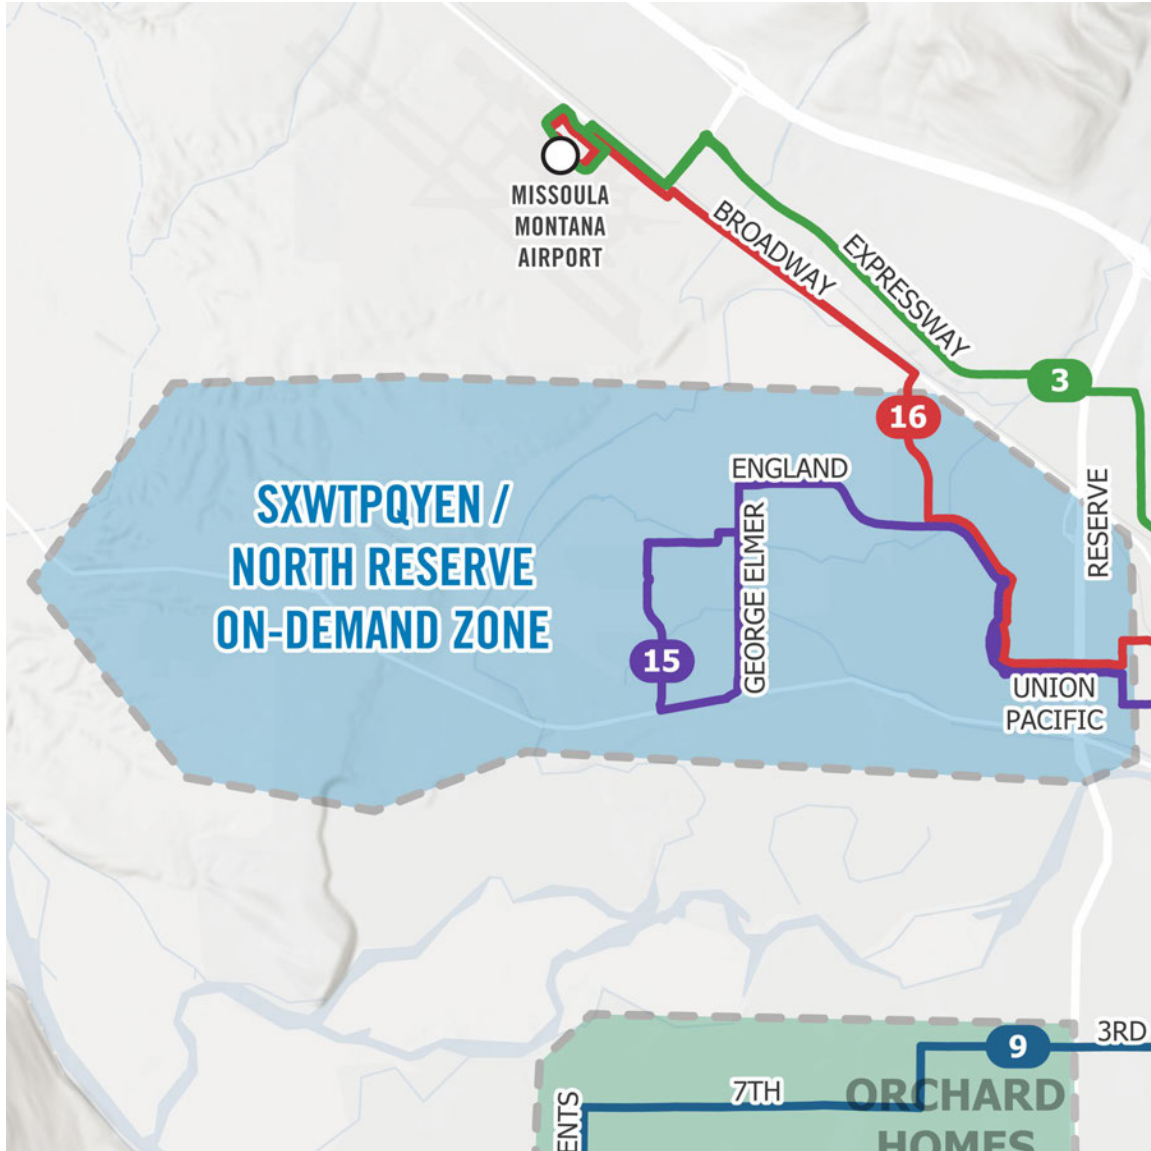 MISSOULA
MONTANA
AIRPORT
BROADWAY
EXPRESSWAY
3
16
ENGLAND
RESERVE
SXWTPQYEN /
NORTH RESERVE
ON-DEMAND ZONE
GEORGE ELMER
15
UNION
PACIFIC
9
3RD
7TH
ORCHARD
HOMES
ENTS